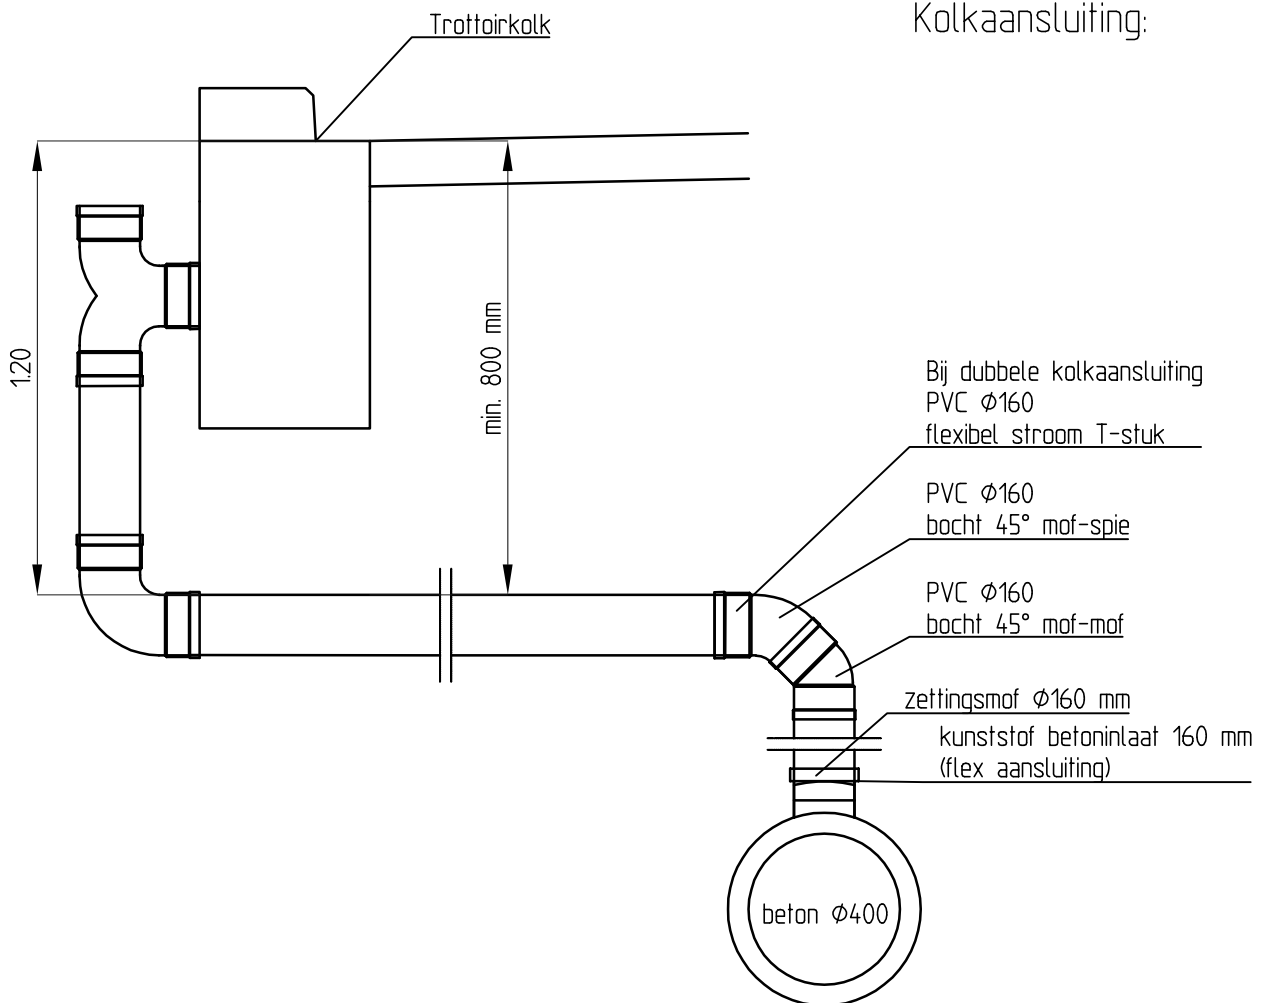 Trottoirkolk
Kolkaansluiting:
1.20
min. 800 mm
Bij dubbele kolkaansluiting
PVC Ø160
flexibel stroom T-stuk
PVC Ø160
bocht 45° mof-spie
PVC Ø160
bocht 45° mof-mof
zettingsmof Ø160 mm
kunststof betoninlaat 160 mm
(flex aansluiting)
beton Ø400